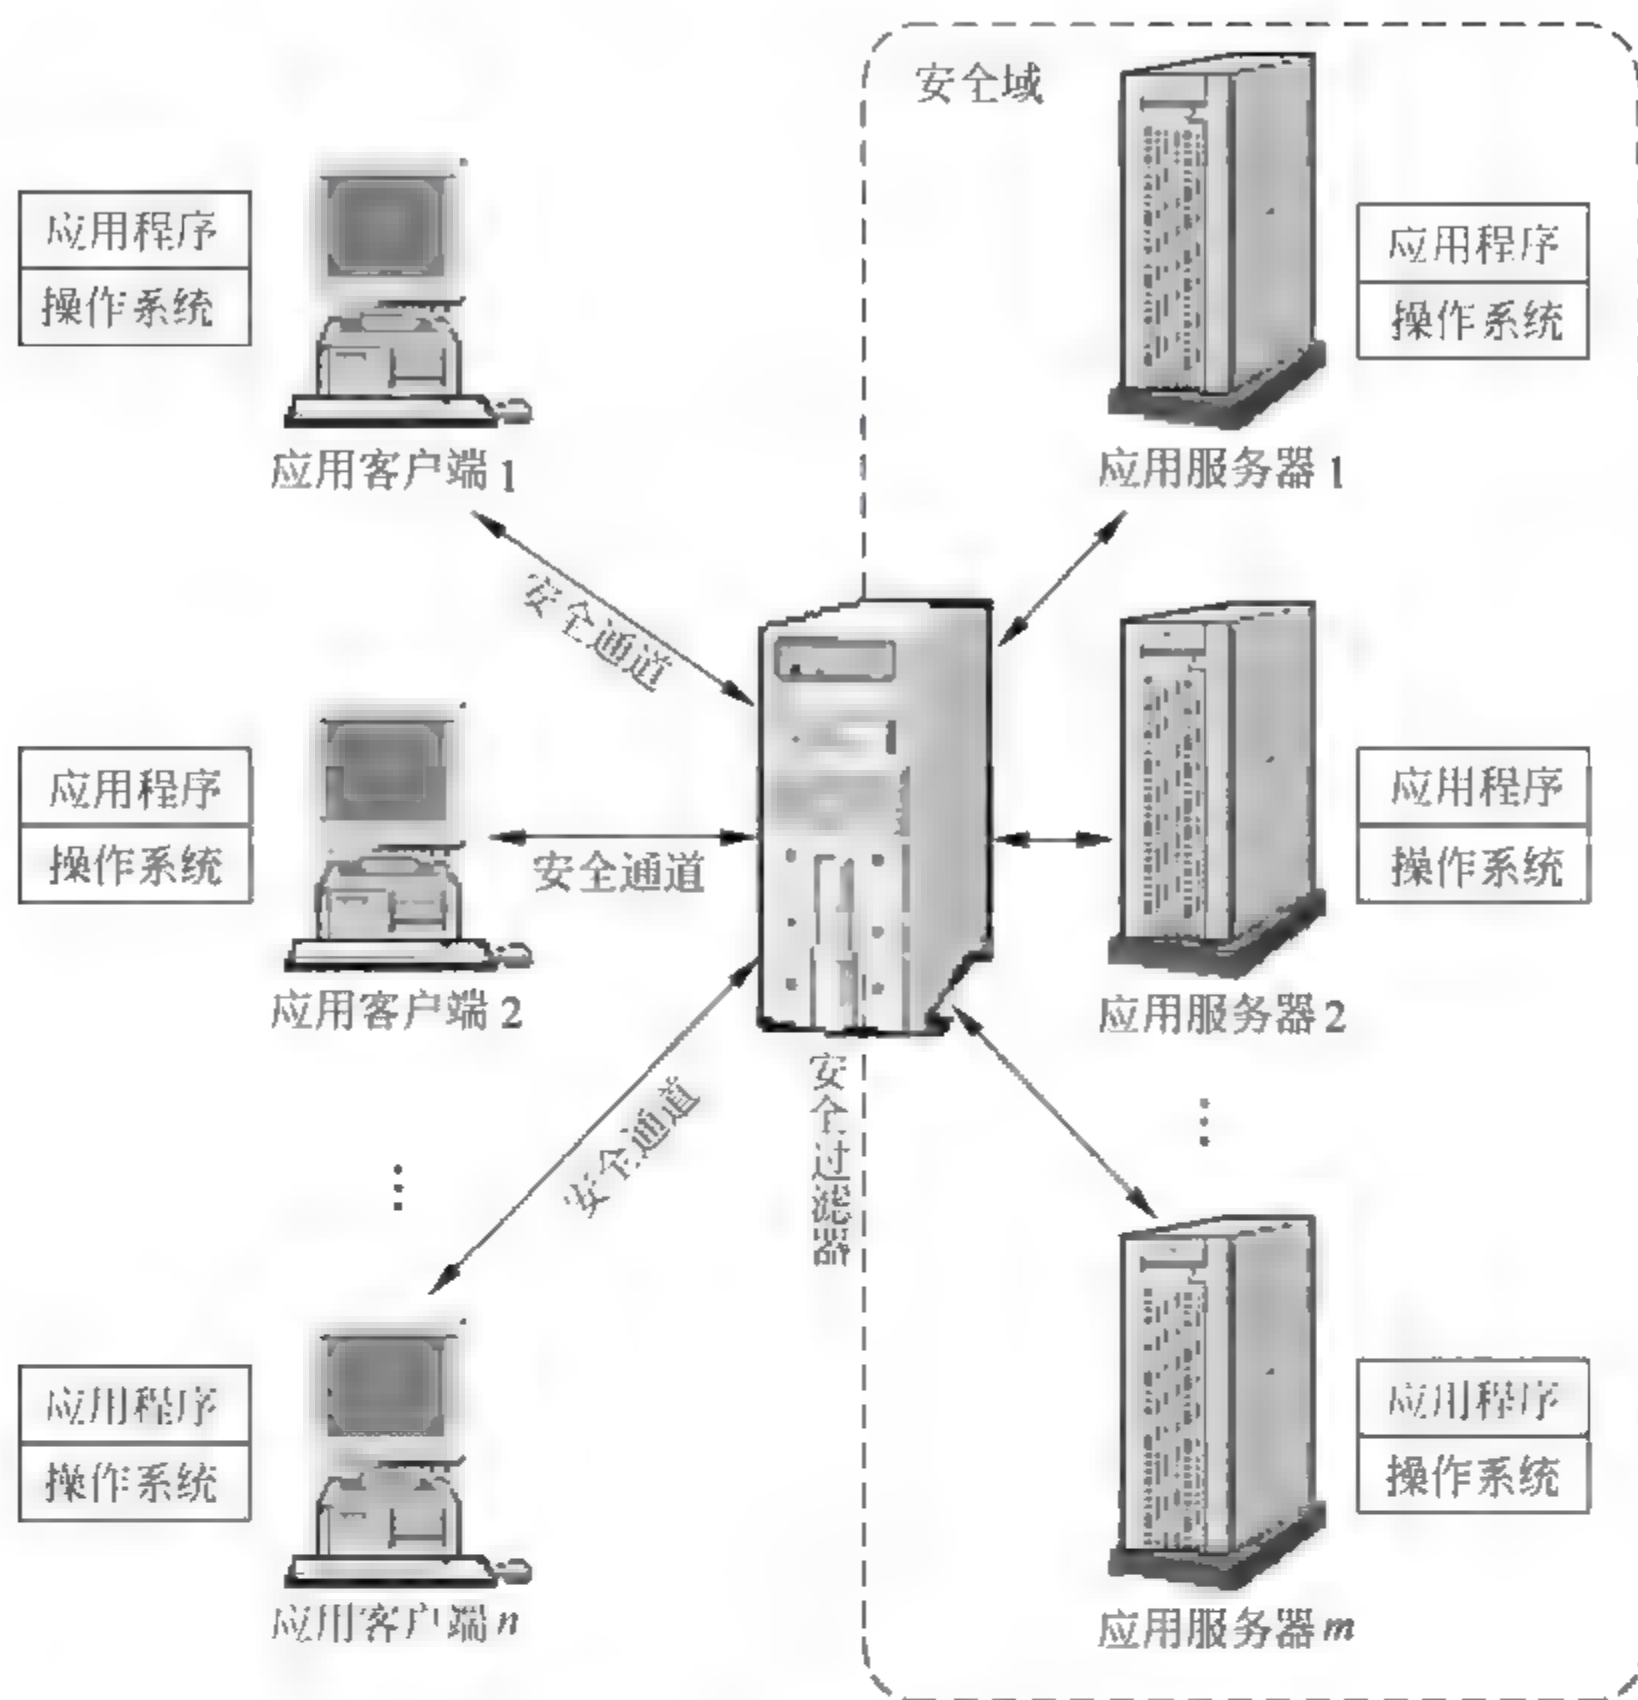 安全域
应用程序
操作系统
应用客户端1
应用程序
操作系统
应用服务器1
安全通道
应用程序
操作系统
安全通道
应用客户端2
应用程序
操作系统
应用服务器2
安全过滤器
安全通道
应用程序
操作系统
应用客户端n
应用程序
操作系统
应用服务器m